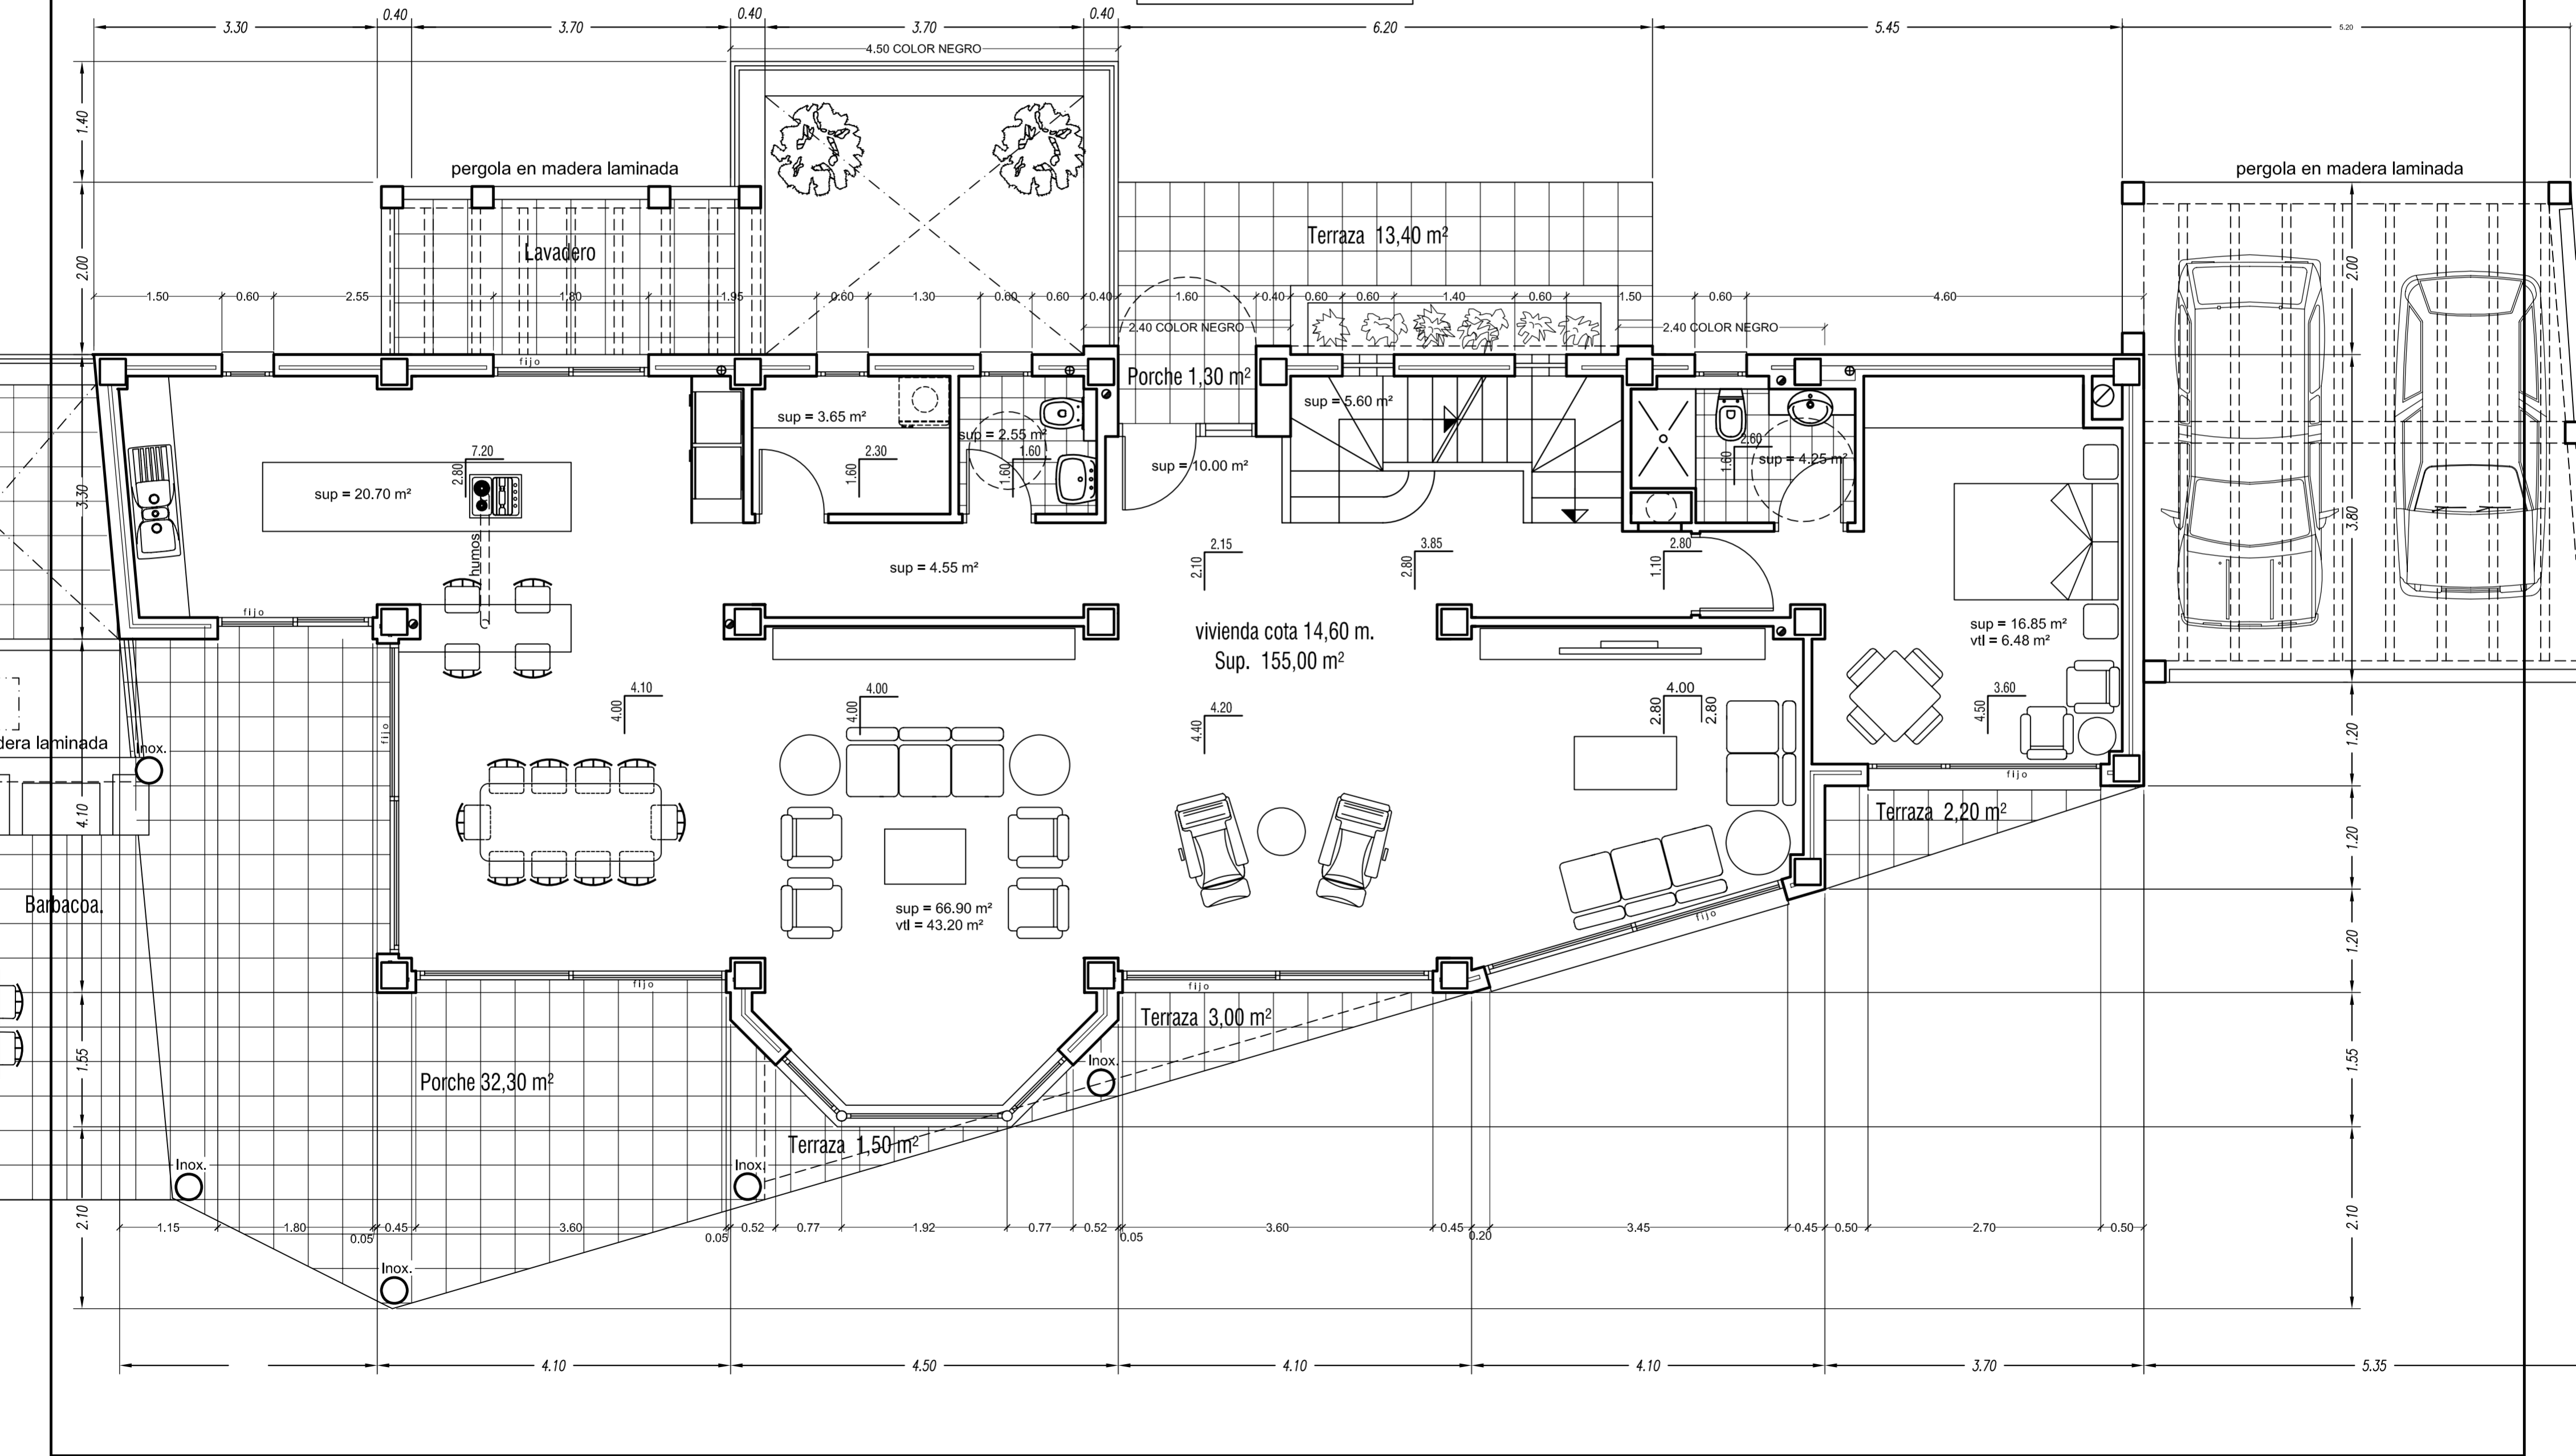 3.30
0.40
3.70
0.40
3.70
0.40
6.20
5.45
5.20
4.50 COLOR NEGRO
1.40
pergola en madera laminada
pergola en madera laminada
Lavadero
Terraza 13,40 m²
2.00
2.00
1.50
0.60
2.55
1.80
1.95
0.60
1.30
0.60
0.60
0.40
1.60
0.40
0.60
0.60
1.40
0.60
1.50
0.60
4.60
2.40 COLOR NEGRO
2.40 COLOR NEGRO
fijo
Porche 1,30 m²
sup = 3.65 m²
sup = 5.60 m²
sup = 2.55 m²
7.20
2.80
2.30
1.60
1.60
1.60
sup = 10.00 m²
2.60
1.60
sup = 4.25 m²
3.30
sup = 20.70 m²
3.80
humos
sup = 4.55 m²
2.15
2.10
3.85
2.80
2.80
1.10
fijo
vivienda cota 14,60 m.
Sup. 155,00 m²
sup = 16.85 m²
vtl = 6.48 m²
4.10
4.00
4.00
4.00
4.20
4.40
4.00
2.80
2.80
3.60
4.50
fijo
1.20
dera laminada
Inox.
fijo
4.10
Terraza 2,20 m²
1.20
Barbacoa.
sup = 66.90 m²
vtl = 43.20 m²
fijo
1.20
fijo
fijo
Terraza 3,00 m²
1.55
Inox.
1.55
Porche 32,30 m²
Terraza 1,50 m²
Inox.
Inox.
2.10
2.10
1.15
1.80
0.05
0.45
3.60
0.05
0.52
0.77
1.92
0.77
0.52
0.05
3.60
0.45
0.20
3.45
0.45
0.50
2.70
0.50
Inox.
4.10
4.50
4.10
4.10
3.70
5.35